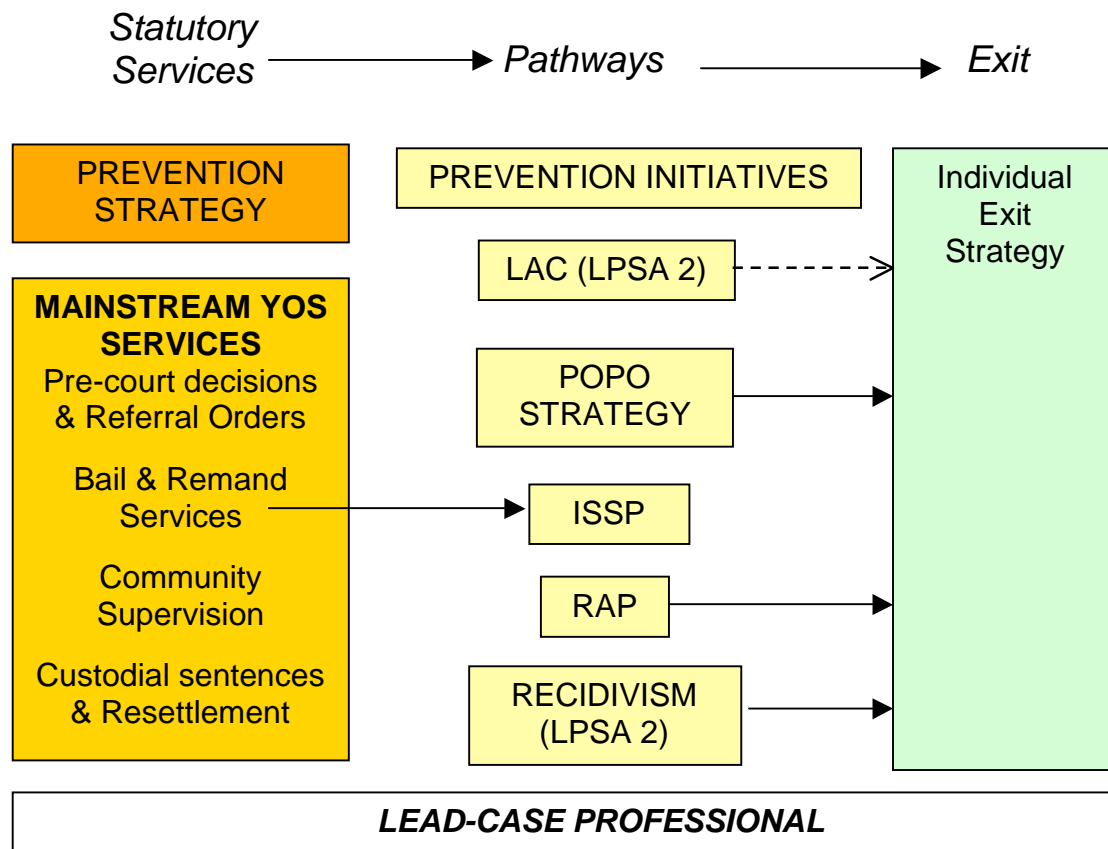 Statutory
Services
Pathways
Exit
PREVENTION
STRATEGY
PREVENTION INITIATIVES
Individual
Exit
Strategy
LAC (LPSA 2)
MAINSTREAM YOS
SERVICES
Pre-court decisions
& Referral Orders
Bail & Remand
Services
Community
Supervision
Custodial sentences
& Resettlement
POPO
STRATEGY
ISSP
RAP
RECIDIVISM
(LPSA 2)
LEAD-CASE PROFESSIONAL